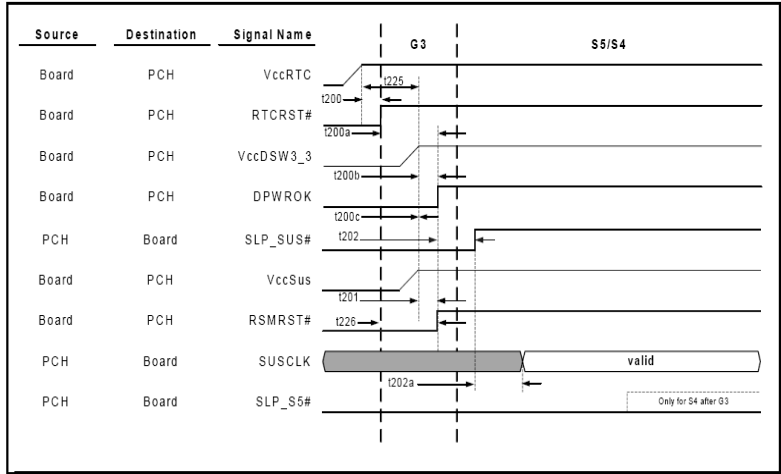 Source Destination Signal Name G3 S5/S4
Board PCH VccRTC
t225
t200
Board PCH RTCRST#
t200a
Board PCH VccDSW3_3
t200b
Board PCH DPWROK
t200c
PCH Board SLP_SUS# t202
Board PCH VccSus
t201
Board PCH RSMRST# t226
PCH Board SUSCLK valid
t202a
PCH Board SLP_S5# Only for S4 after G3